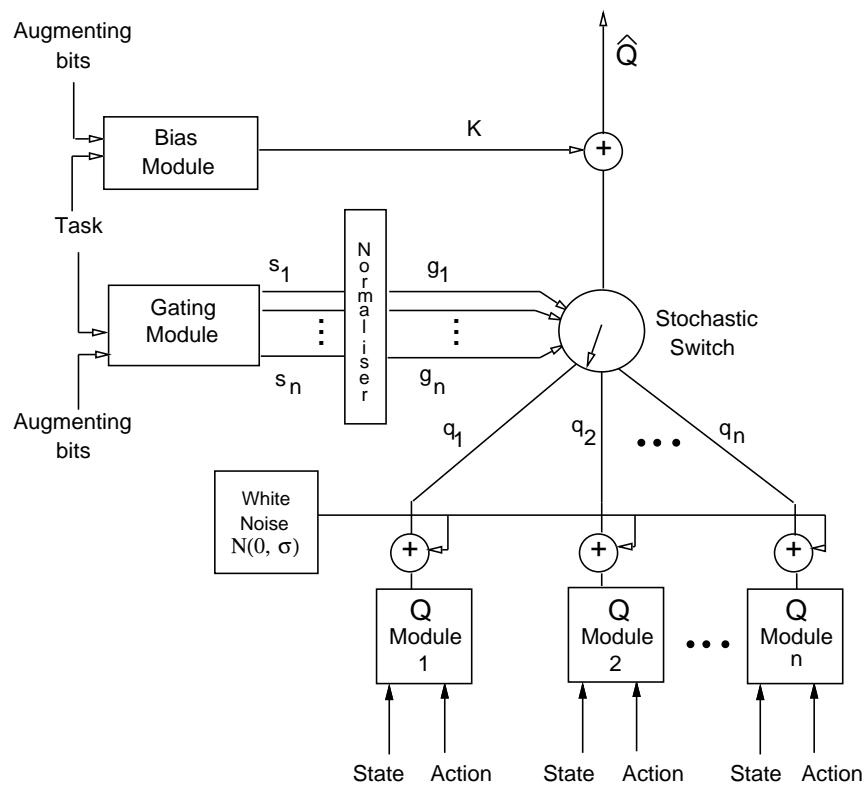 Augmenting
bits
Q̂
Bias
Module
K
+
Task
Gating
Module
s1
sn
Normaliser
g1
gn
Stochastic
Switch
Augmenting
bits
q1
q2
qn
White
Noise
N(0, σ)
+ + +
Q
Module
1
Q
Module
2
Q
Module
n
State Action State Action State Action